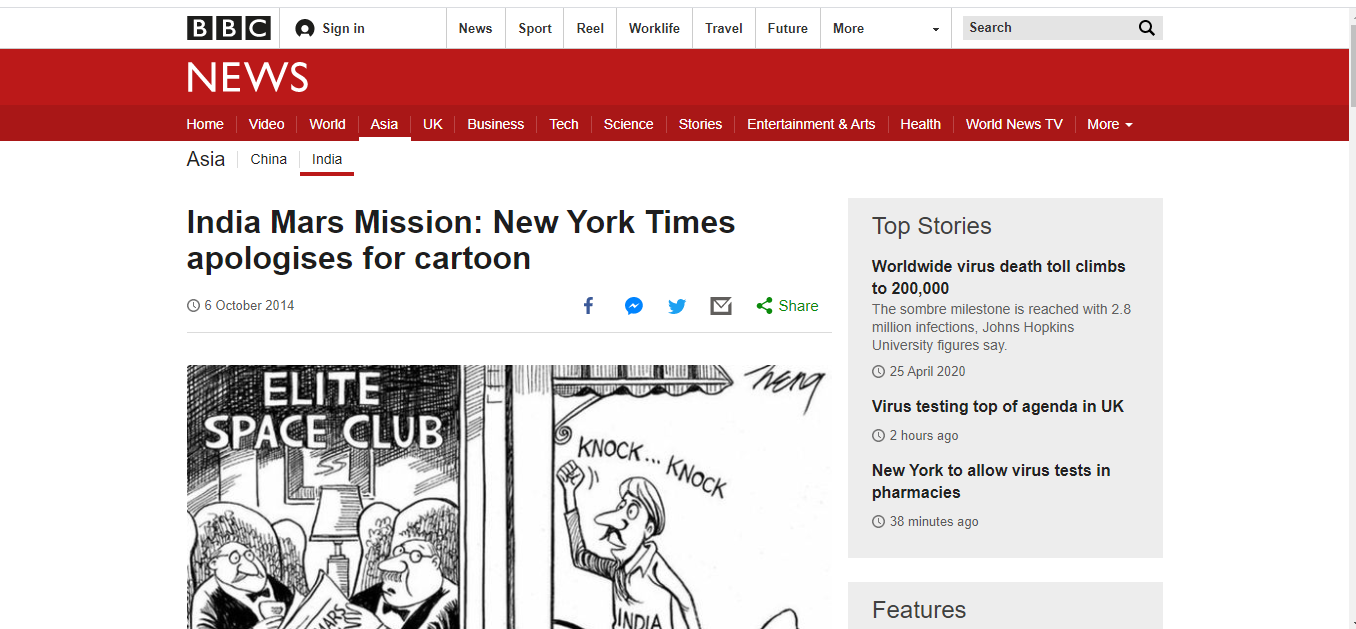 BBC Sign in News Sport Reel Worklife Travel Future More Search
NEWS
Home Video World Asia UK Business Tech Science Stories Entertainment & Arts Health World News TV More
Asia China India
India Mars Mission: New York Times
apologises for cartoon
6 October 2014
Share
ELITE
SPACE CLUB
Heng
KNOCK... KNOCK
MARS
INDIA
Top Stories
Worldwide virus death toll climbs
to 200,000
The sombre milestone is reached with 2.8
million infections, Johns Hopkins
University figures say.
25 April 2020
Virus testing top of agenda in UK
2 hours ago
New York to allow virus tests in
pharmacies
38 minutes ago
Features